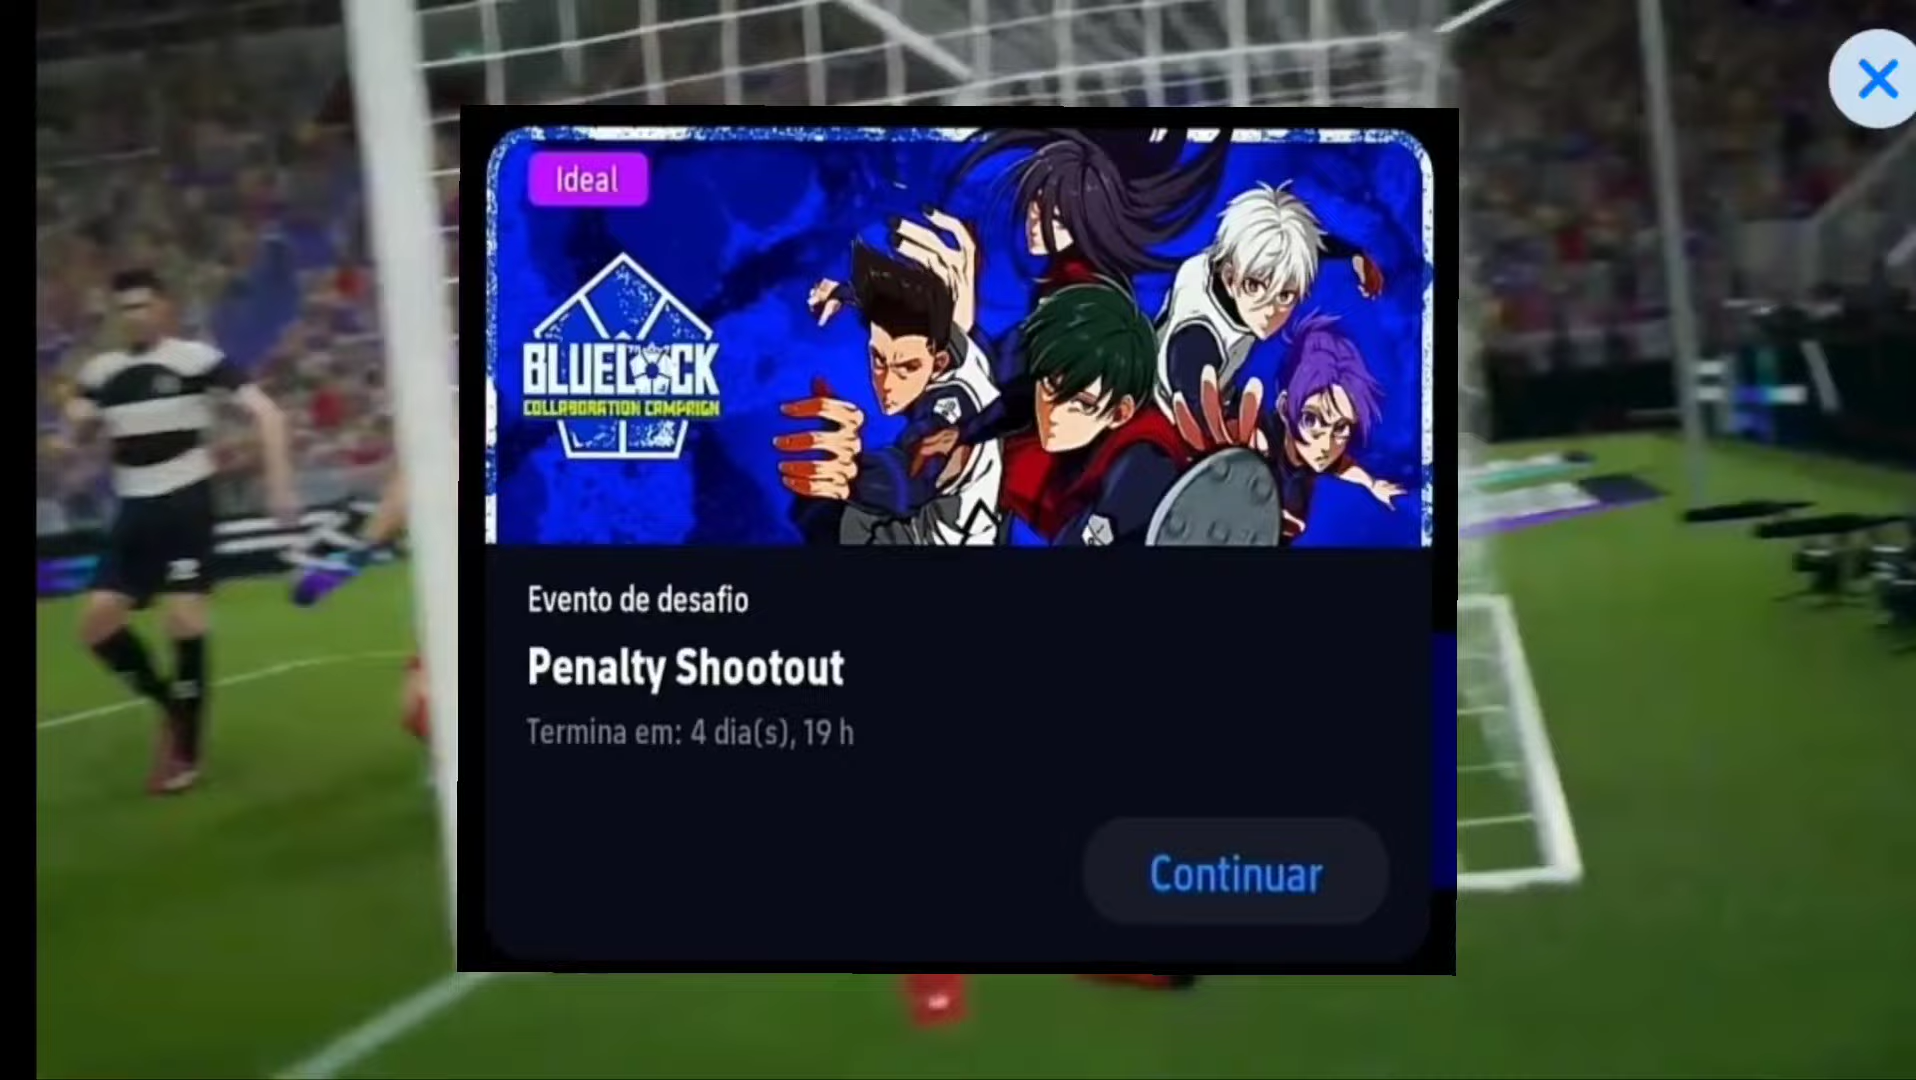 Ideal
BLUELOCK
COLLABORATION CAMPAIGN
Evento de desafio
Penalty Shootout
Termina em: 4 dia(s), 19 h
Continuar